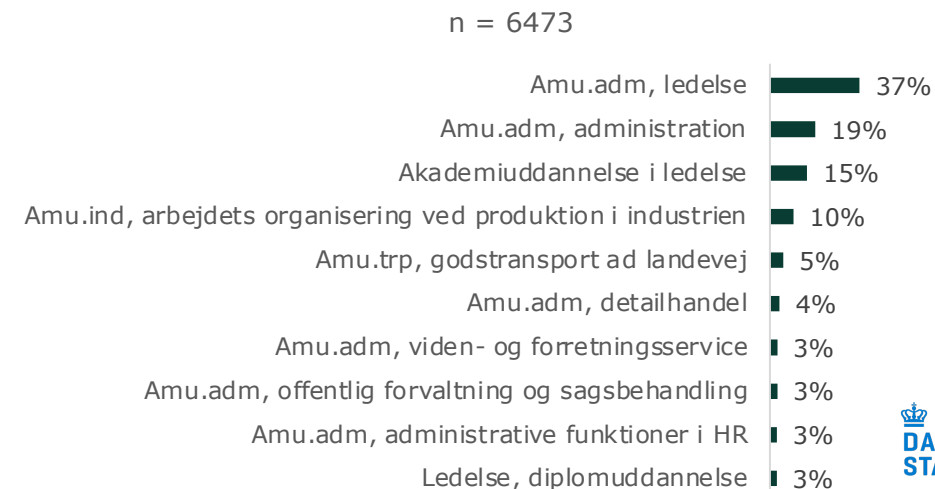 n = 6473
Amu.adm, ledelse 37%
Amu.adm, administration 19%
Akademiuddannelse i ledelse 15%
Amu.ind, arbejdets organisering ved produktion i industrien 10%
Amu.trp, godstransport ad landevej 5%
Amu.adm, detailhandel 4%
Amu.adm, viden- og forretningsservice 3%
Amu.adm, offentlig forvaltning og sagsbehandling 3%
Amu.adm, administrative funktioner i HR 3%
DA
STA
Ledelse, diplomuddannelse 3%